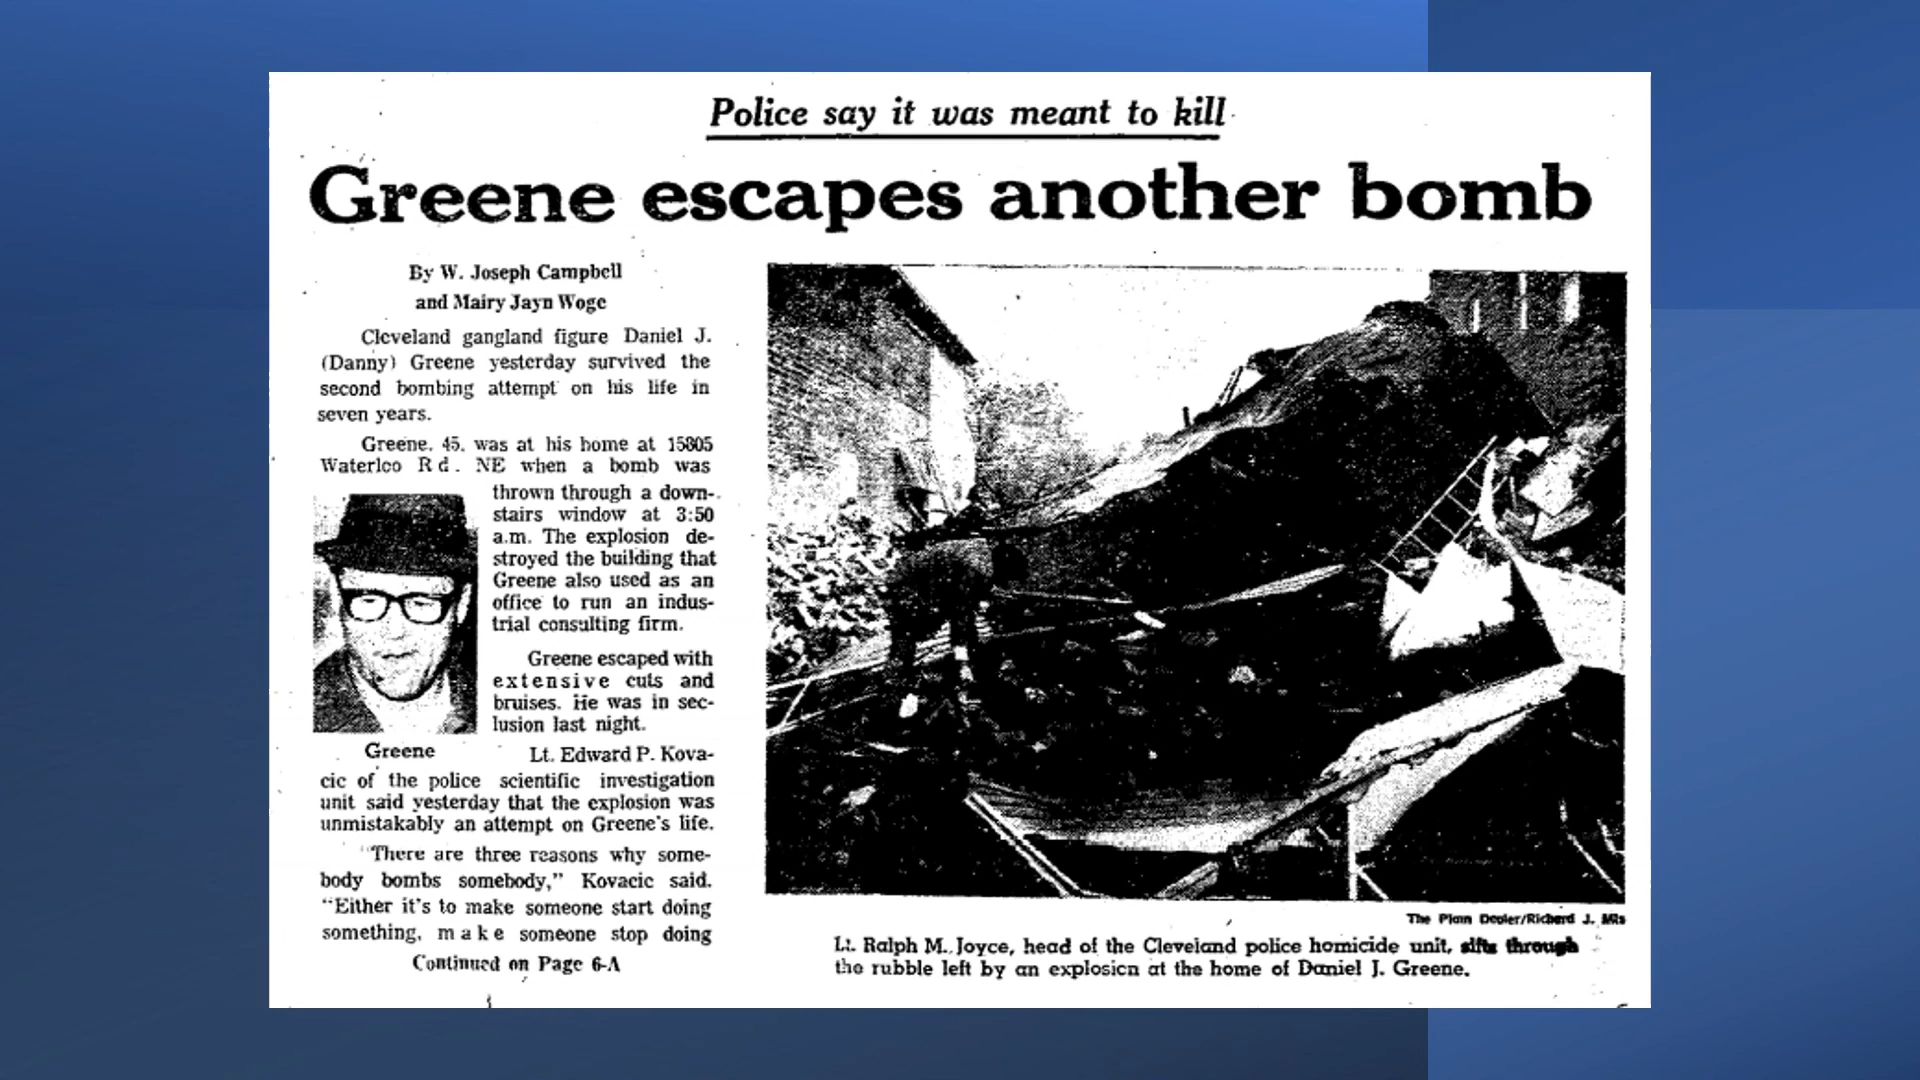 Police say it was meant to kill
Greene escapes another bomb
By W. Joseph Campbell
and Mairy Jayn Woge
Cleveland gangland figure Daniel J.
(Danny) Greene yesterday survived the
second bombing attempt on his life in
seven years.
Greene, 45, was at his home at 15805
Waterloo Rd. NE when a bomb was
thrown through a down-
stairs window at 3:50
a.m. The explosion de-
stroyed the building that
Greene also used as an
office to run an indus-
trial consulting firm.
Greene escaped with
extensive cuts and
bruises. He was in sec-
lusion last night.
Greene
Lt. Edward P. Kova-
cic of the police scientific investigation
unit said yesterday that the explosion was
unmistakably an attempt on Greene's life.
"There are three reasons why some-
body bombs somebody," Kovacic said.
"Either it's to make someone start doing
something, make someone stop doing
Continued on Page 6-A
The Plain Dealer/Richard J.
Lt. Ralph M. Joyce, head of the Cleveland police homicide unit, sifts through
the rubble left by an explosion at the home of Daniel J. Greene.